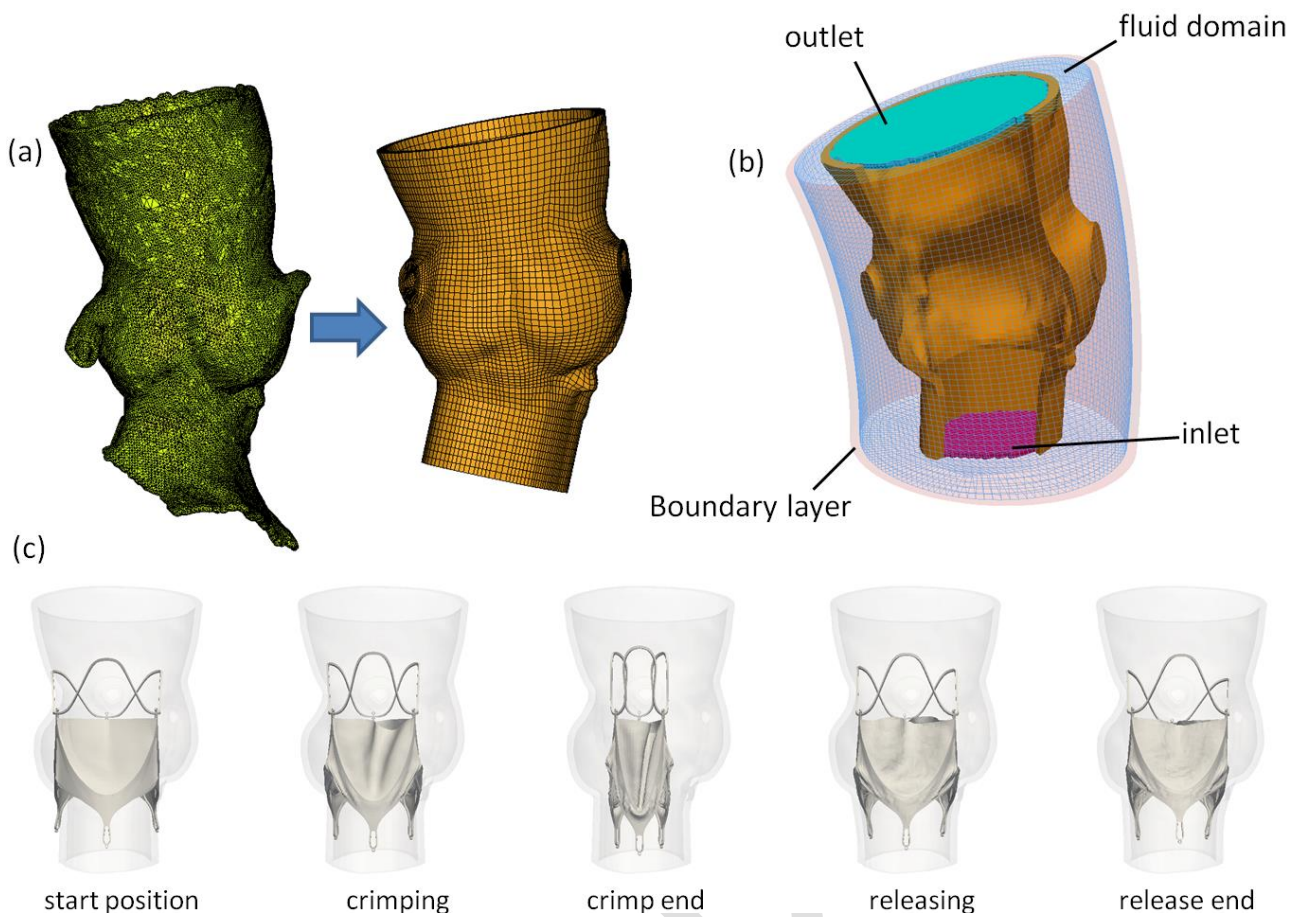 (a)
(b)
outlet
fluid domain
inlet
Boundary layer
(c)
start position
crimping
crimp end
releasing
release end